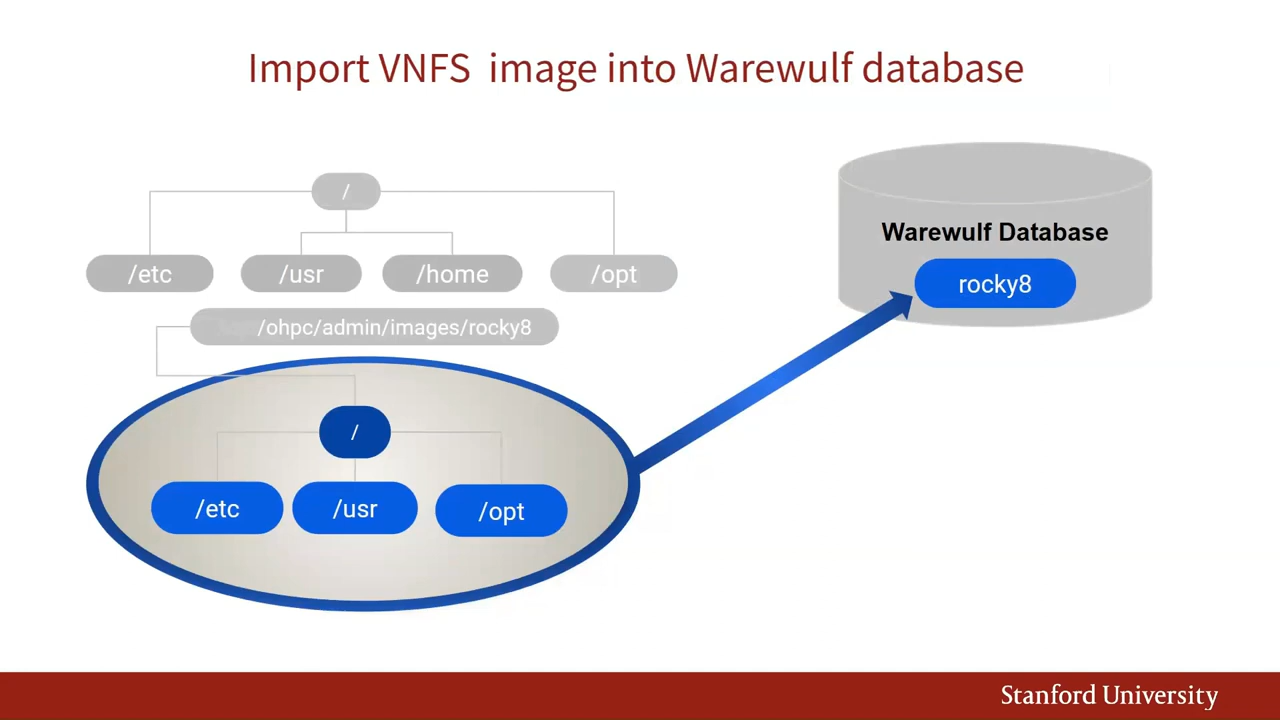 Import VNFS image into Warewulf database
/
/etc /usr /home /opt
/ohpc/admin/images/rocky8
/
/etc /usr /opt
Warewulf Database
rocky8
Stanford University